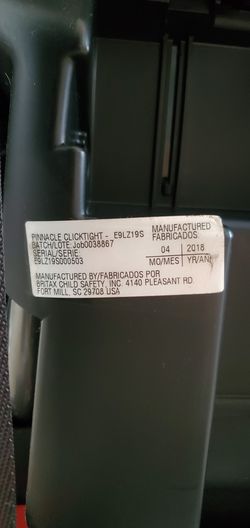 PINNACLE CLICKTIGHT - E9LZ19S
BATCH/LOTE: Job0038867
SERIAL/SERIE:
E9LZ19S000503
MANUFACTURED
FABRICADOS:
04 2018
MO/MES YR/AN
MANUFACTURED BY/FABRICADOS POR
BRITAX CHILD SAFETY, INC. 4140 PLEASANT RD
FORT MILL, SC 29708 USA